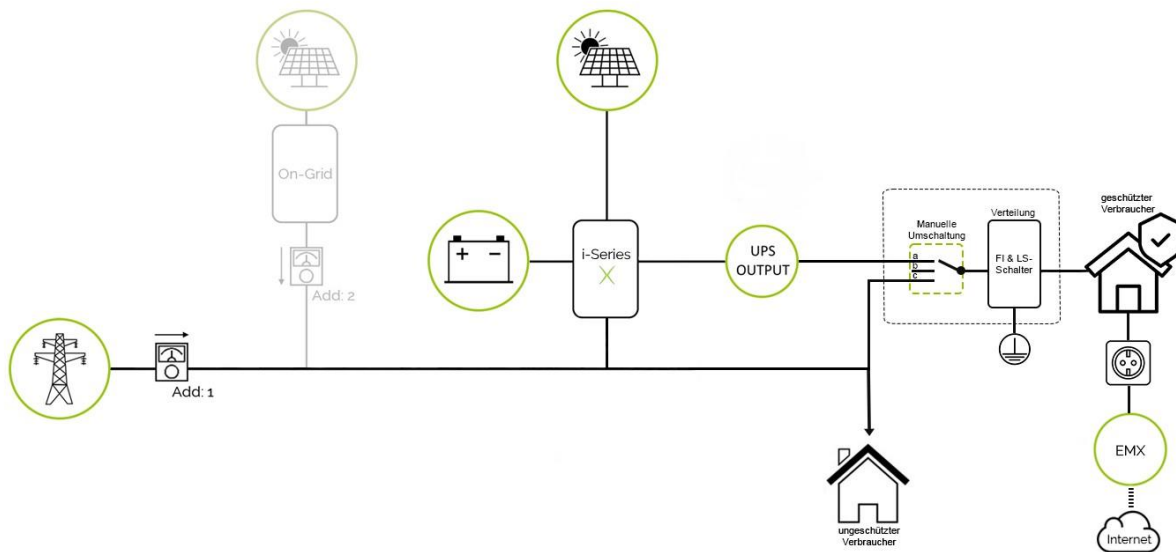 On-Grid
Add: 2
Add: 1
i-Series
X
UPS
OUTPUT
Manuelle
Umschaltung
a
b
c
Verteilung
FI & LS-
Schalter
geschützter
Verbraucher
ungeschützter
Verbraucher
EMX
Internet